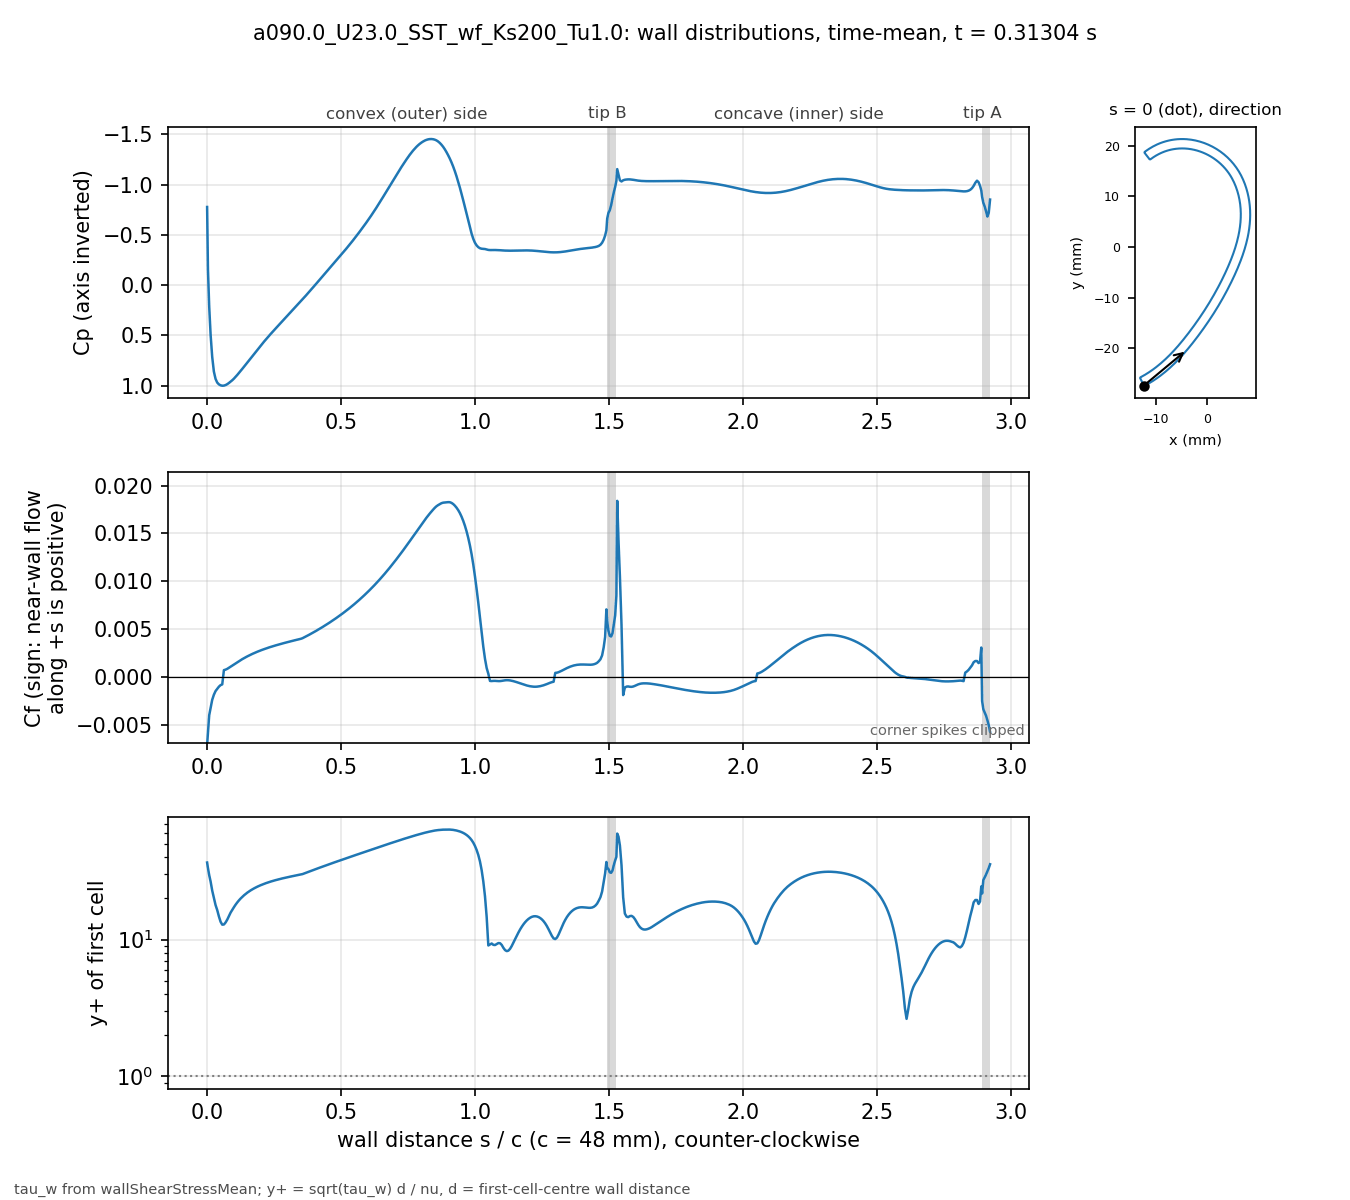 a090.0_U23.0_SST_wf_Ks200_Tu1.0: wall distributions, time-mean, t = 0.31304 s
convex (outer) side tip B concave (inner) side tip A
Cp (axis inverted)
−1.5
−1.0
−0.5
0.0
0.5
1.0
0.0 0.5 1.0 1.5 2.0 2.5 3.0
s = 0 (dot), direction
y (mm)
20
10
0
−10
−20
−10 0
x (mm)
Cf (sign: near-wall flow
along +s is positive)
0.020
0.015
0.010
0.005
0.000
−0.005
corner spikes clipped
0.0 0.5 1.0 1.5 2.0 2.5 3.0
y+ of first cell
10¹
10⁰
0.0 0.5 1.0 1.5 2.0 2.5 3.0
wall distance s / c (c = 48 mm), counter-clockwise
tau_w from wallShearStressMean; y+ = sqrt(tau_w) d / nu, d = first-cell-centre wall distance